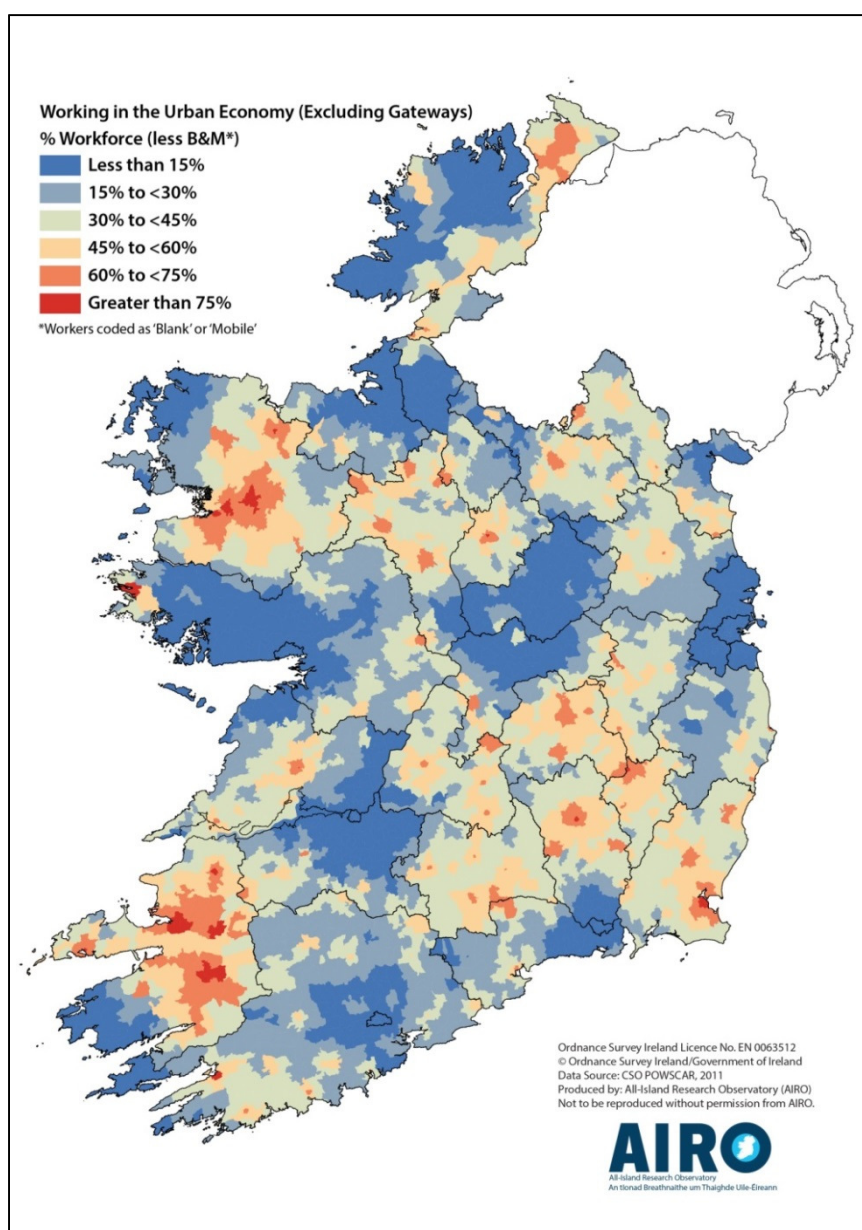 Working in the Urban Economy (Excluding Gateways)
% Workforce (less B&M*)
Less than 15%
15% to <30%
30% to <45%
45% to <60%
60% to <75%
Greater than 75%
*Workers coded as 'Blank' or 'Mobile'
Ordnance Survey Ireland Licence No. EN 0063512
© Ordnance Survey Ireland/Government of Ireland
Data Source: CSO POWSCAR, 2011
Produced by: All-Island Research Observatory (AIRO)
Not to be reproduced without permission from AIRO.
AIRO
All-Island Research Observatory
An tIonad Breathnaithe um Thaighde Uile-Éireann